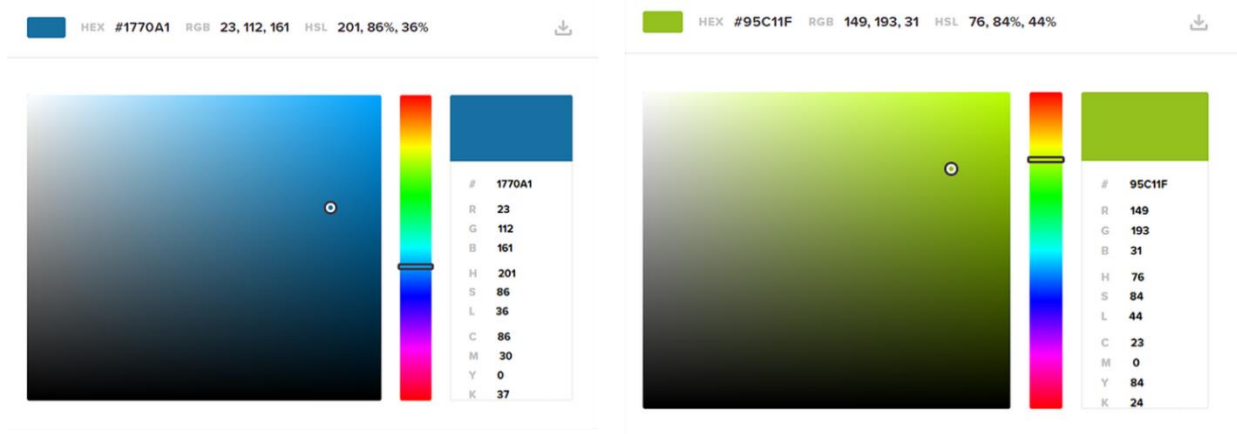 HEX #1770A1 RGB 23, 112, 161 HSL 201, 86%, 36%
# 1770A1
R 23
G 112
B 161
H 201
S 86
L 36
C 86
M 30
Y 0
K 37
HEX #95C11F RGB 149, 193, 31 HSL 76, 84%, 44%
# 95C11F
R 149
G 193
B 31
H 76
S 84
L 44
C 23
M 0
Y 84
K 24